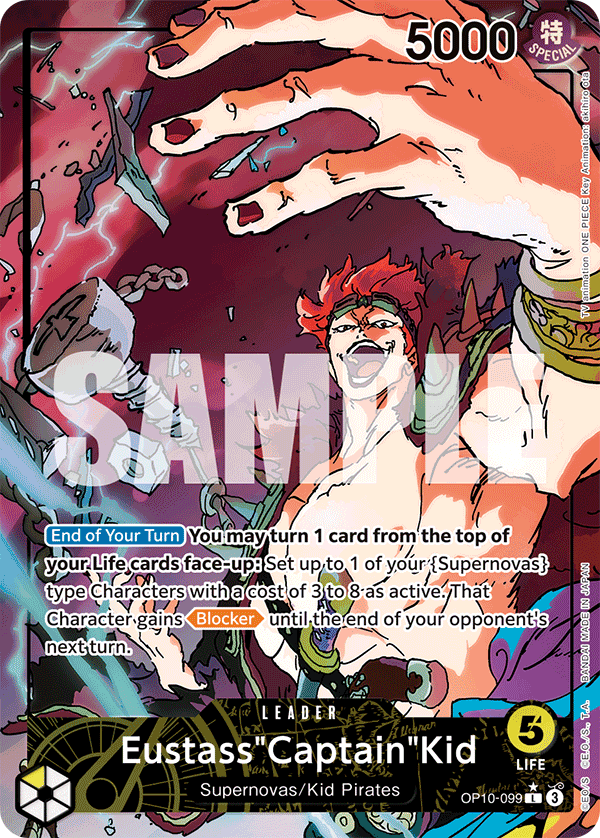 5000
特
SPECIAL
TV animation ONE PIECE Key Animation: akihiro ota
SAMPLE
End of Your Turn You may turn 1 card from the top of
your Life cards face-up: Set up to 1 of your {Supernovas}
type Characters with a cost of 3 to 8 as active. That
Character gains Blocker until the end of your opponent's
next turn.
©E.O/S ©E.O./S., T.A. BANDAI MADE IN JAPAN
LEADER
Eustass"Captain"Kid
5
LIFE
Supernovas/Kid Pirates
OP10-099 L 3